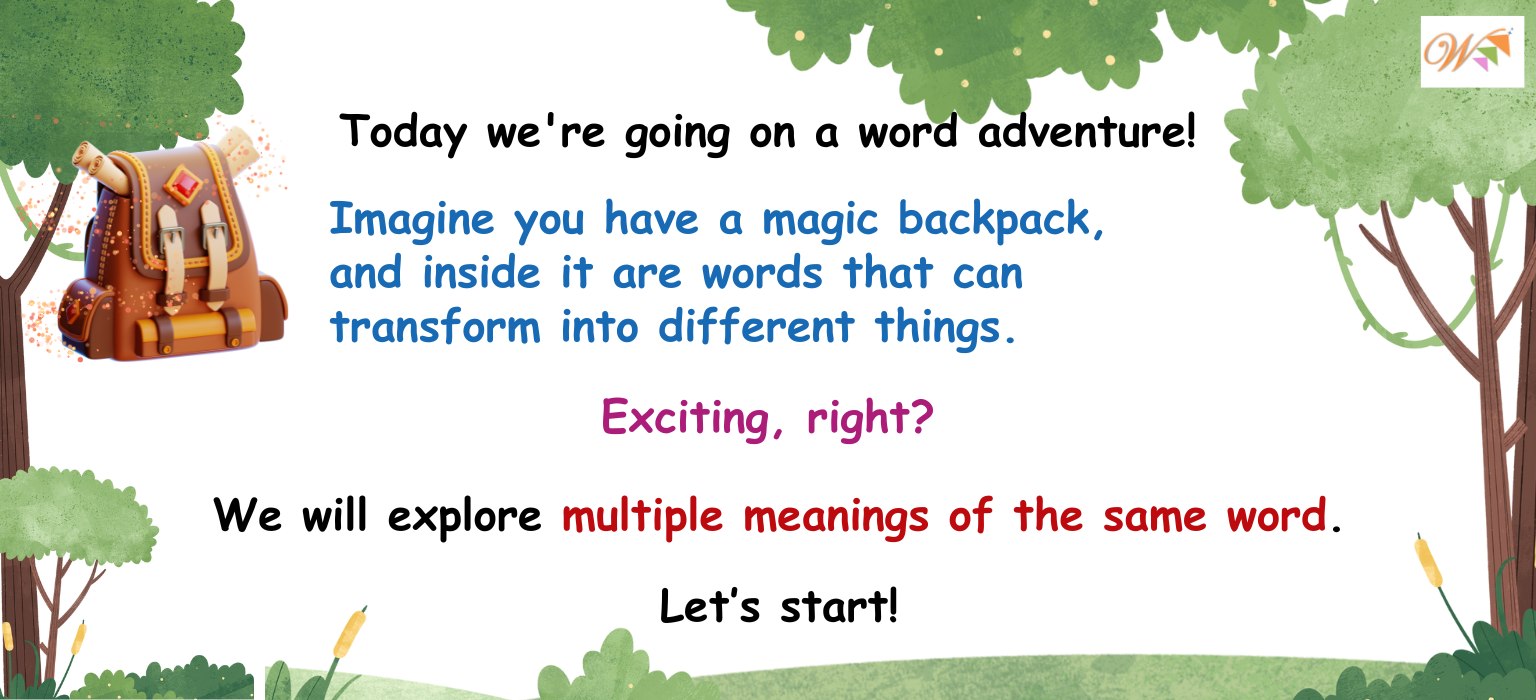 W
Today we're going on a word adventure!
Imagine you have a magic backpack,
and inside it are words that can
transform into different things.
Exciting, right?
We will explore multiple meanings of the same word.
Let’s start!